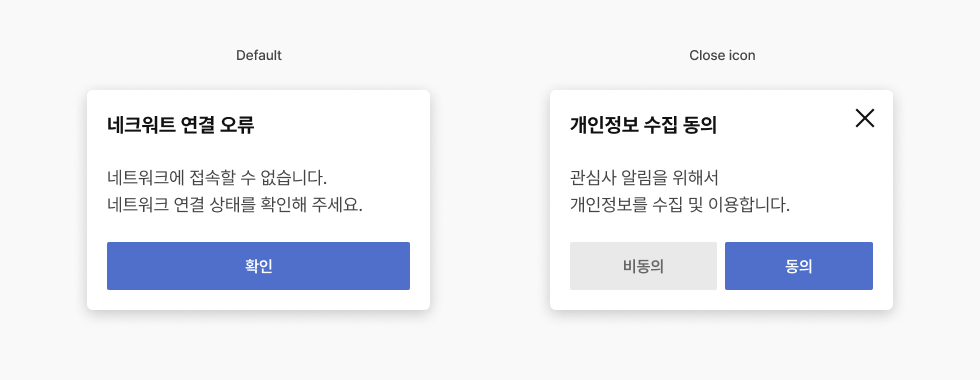 Default
네크워트 연결 오류
네트워크에 접속할 수 없습니다.
네트워크 연결 상태를 확인해 주세요.
확인
Close icon
개인정보 수집 동의
관심사 알림을 위해서
개인정보를 수집 및 이용합니다.
비동의
동의